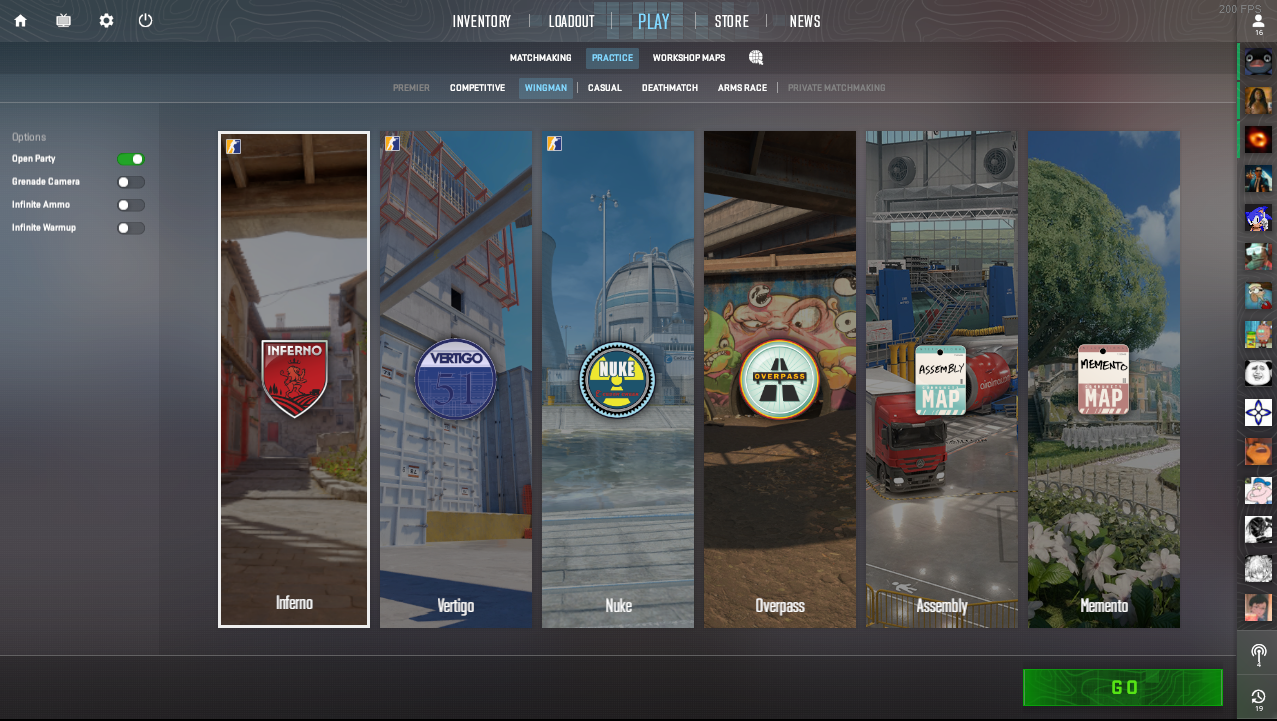 200 FPS
INVENTORY
LOADOUT
PLAY
STORE
NEWS
16
MATCHMAKING
PRACTICE
WORKSHOP MAPS
PREMIER
COMPETITIVE
WINGMAN
CASUAL
DEATHMATCH
ARMS RACE
PRIVATE MATCHMAKING
Options
Open Party
Grenade Camera
Infinite Ammo
Infinite Warmup
INFERNO
VERTIGO
51
NUKE
OVERPASS
ASSEMBLY
MAP
MEMENTO
MAP
Inferno
Vertigo
Nuke
Overpass
Assembly
Memento
4
GO
19